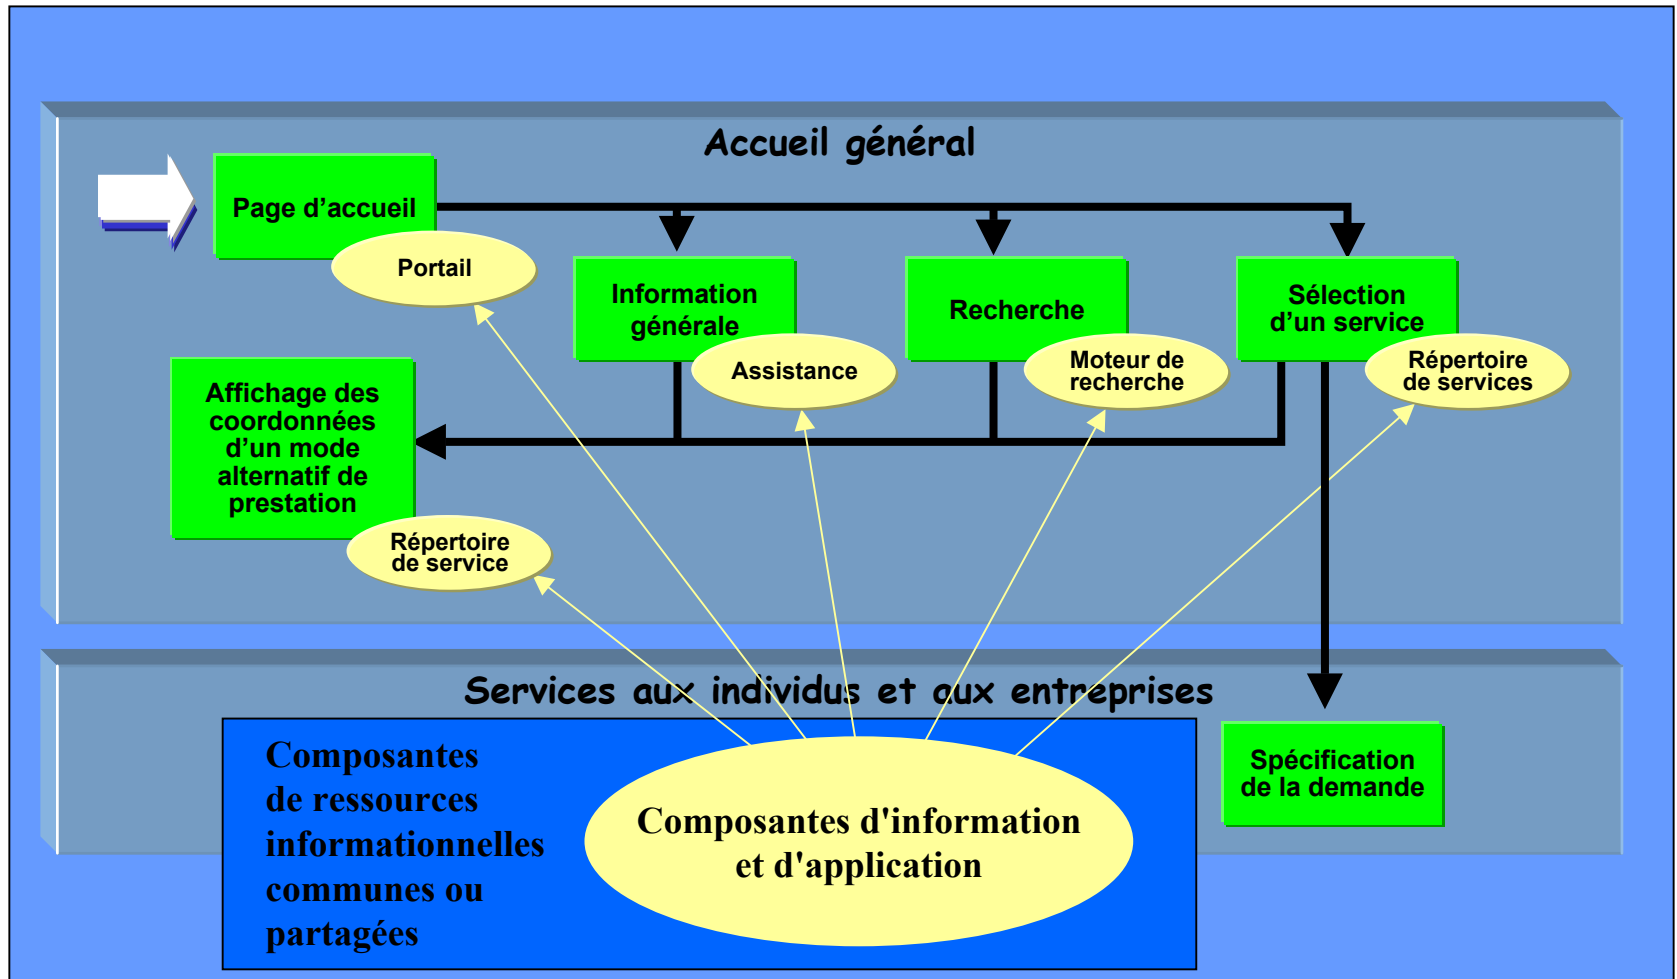 Accueil général
Page d’accueil
Portail
Information
générale
Assistance
Recherche
Moteur de
recherche
Sélection
d’un service
Répertoire
de services
Affichage des
coordonnées
d’un mode
alternatif de
prestation
Répertoire
de service
Services aux individus et aux entreprises
Composantes
de ressources
informationnelles
communes ou
partagées
Composantes d'information
et d'application
Spécification
de la demande